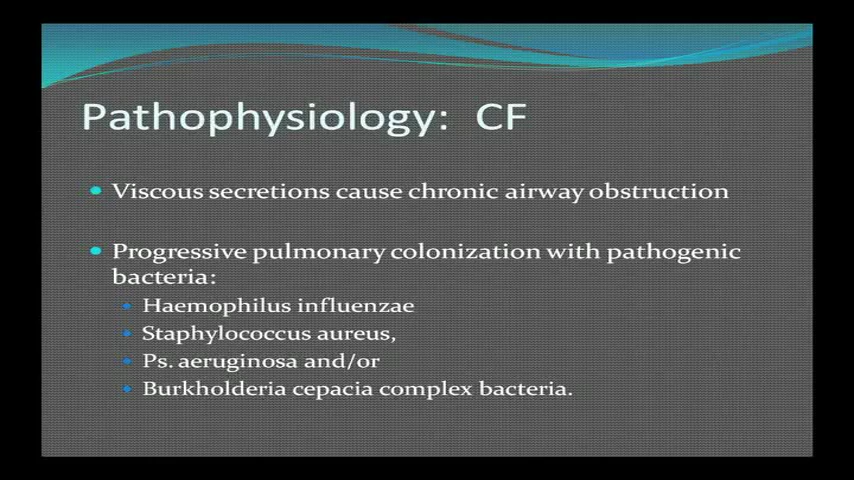 Pathophysiology: CF
Viscous secretions cause chronic airway obstruction
Progressive pulmonary colonization with pathogenic
bacteria:
Haemophilus influenzae
Staphylococcus aureus,
Ps. aeruginosa and/or
Burkholderia cepacia complex bacteria.